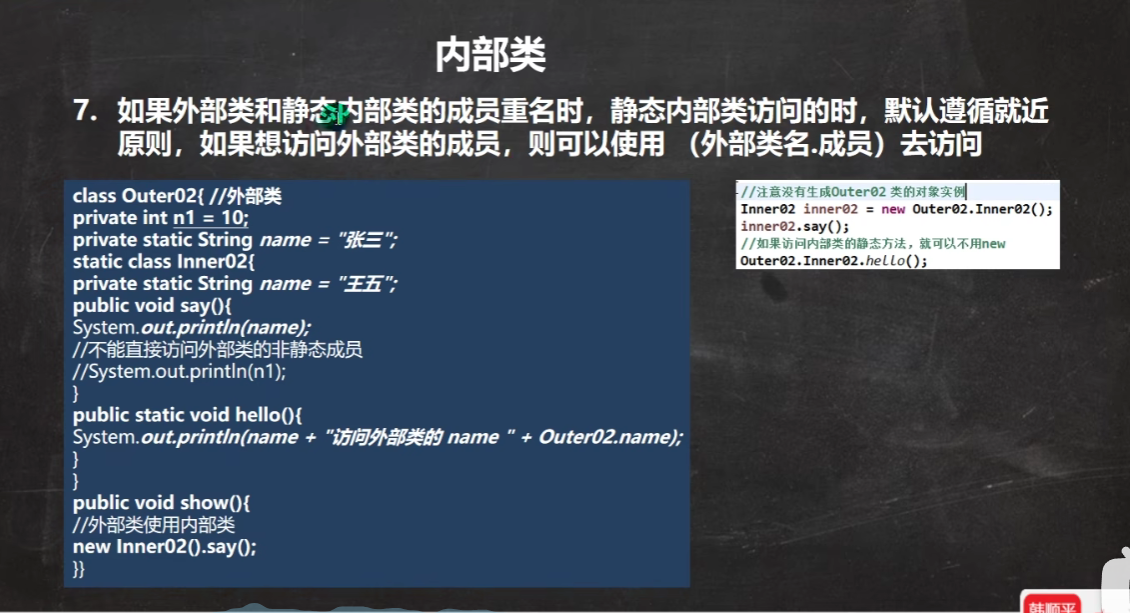 内部类
7. 如果外部类和静态内部类的成员重名时，静态内部类访问的时，默认遵循就近
原则，如果想访问外部类的成员，则可以使用 （外部类名.成员）去访问
class Outer02{ //外部类
private int n1 = 10;
private static String name = "张三";
static class Inner02{
private static String name = "王五";
public void say(){
System.out.println(name);
//不能直接访问外部类的非静态成员
//System.out.println(n1);
}
public static void hello(){
System.out.println(name + "访问外部类的 name " + Outer02.name);
}
}
public void show(){
//外部类使用内部类
new Inner02().say();
}}
//注意没有生成Outer02 类的对象实例
Inner02 inner02 = new Outer02.Inner02();
inner02.say();
//如果访问内部类的静态方法，就可以不用new
Outer02.Inner02.hello();
韩顺平